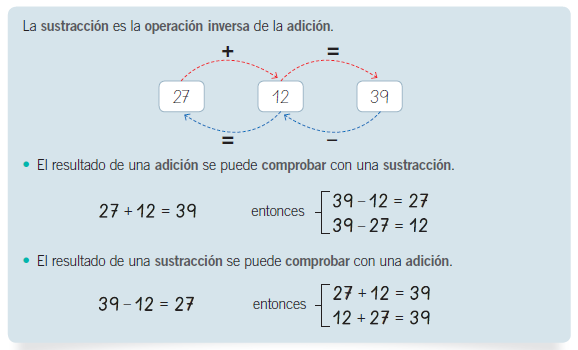 La sustracción es la operación inversa de la adición.
+ =
27 12 39
= –
• El resultado de una adición se puede comprobar con una sustracción.
27 + 12 = 39 entonces 39 – 12 = 27
39 – 27 = 12
• El resultado de una sustracción se puede comprobar con una adición.
39 – 12 = 27 entonces 27 + 12 = 39
12 + 27 = 39